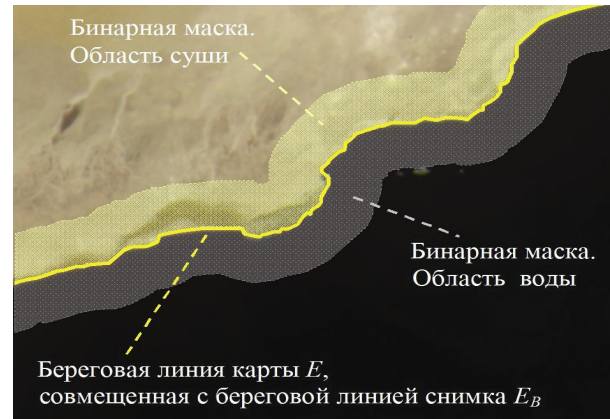 Бинарная маска.
Область суши
Бинарная маска.
Область воды
Береговая линия карты E,
совмещенная с береговой линией снимка E_B